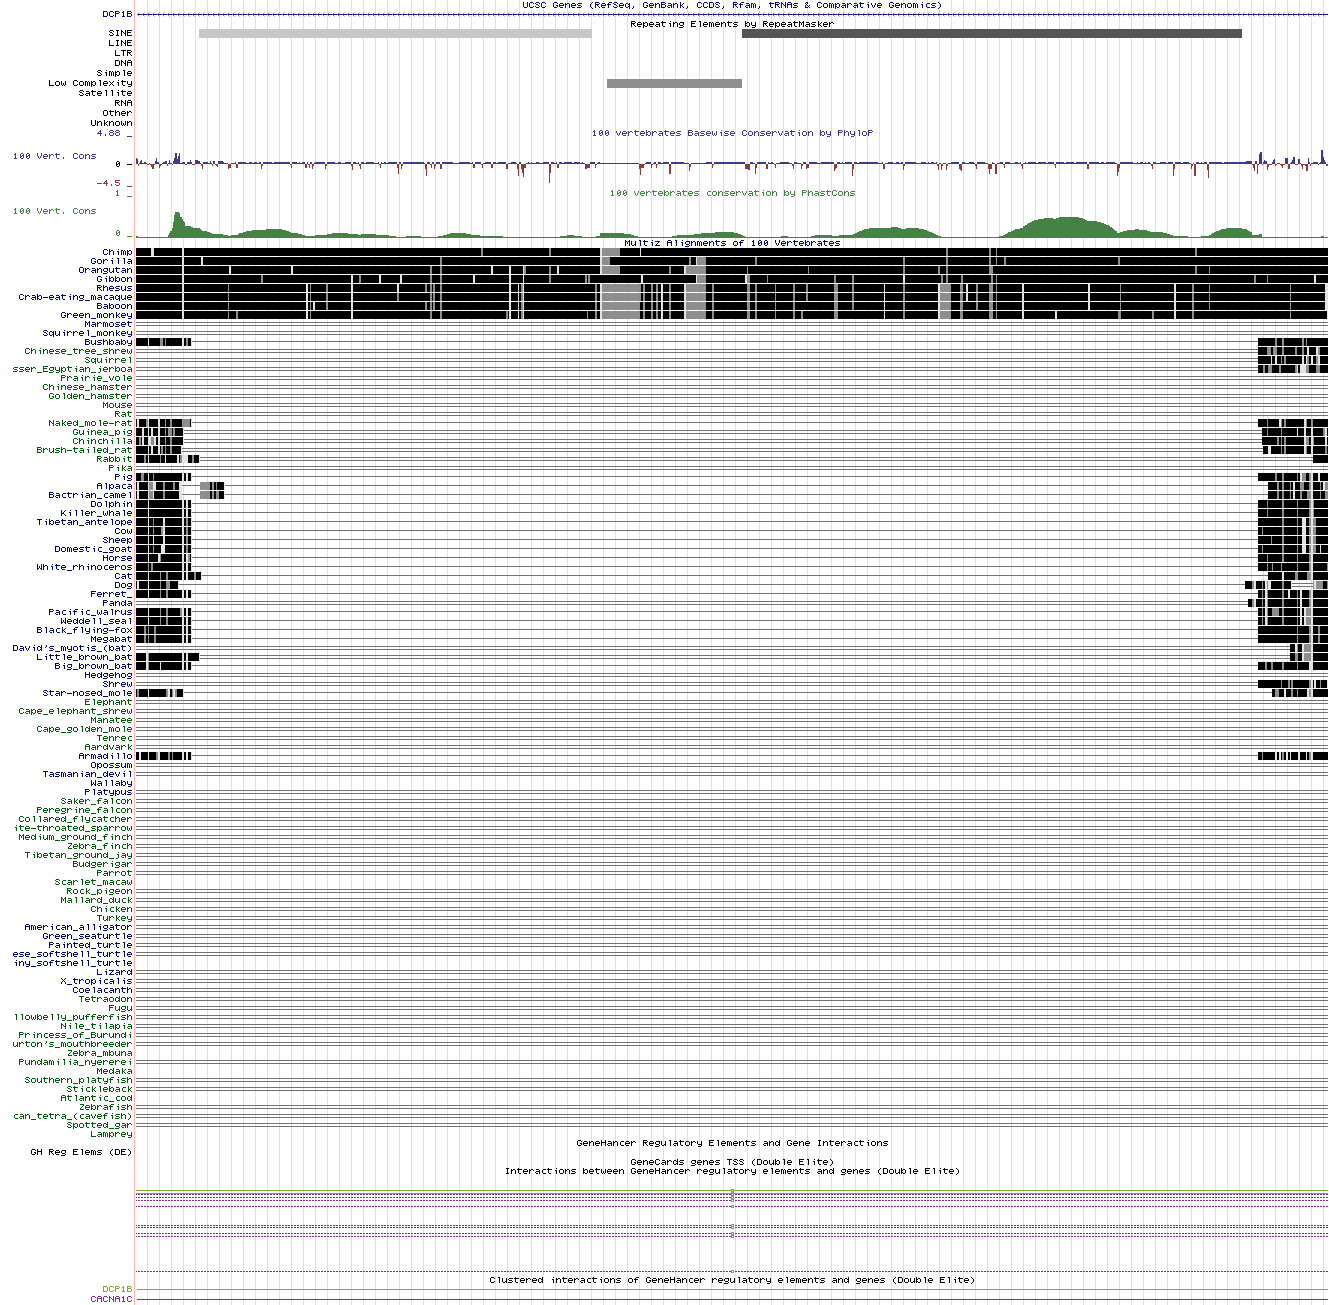 UCSC Genes (RefSeq, GenBank, CCDS, Rfam, tRNAs & Comparative Genomics)
DCP1B
Repeating Elements by RepeatMasker
SINE
LINE
LTR
DNA
Simple
Low Complexity
Satellite
RNA
Other
Unknown
4.88 _
100 vertebrates Basewise Conservation by PhyloP
100 Vert. Cons
0 _
-4.5 _
1 _
100 vertebrates conservation by PhastCons
100 Vert. Cons
0 _
Multiz Alignments of 100 Vertebrates
Chimp
Gorilla
Orangutan
Gibbon
Rhesus
Crab-eating_macaque
Baboon
Green_monkey
Marmoset
Squirrel_monkey
Bushbaby
Chinese_tree_shrew
Squirrel
sser_Egyptian_jerboa
Prairie_vole
Chinese_hamster
Golden_hamster
Mouse
Rat
Naked_mole-rat
Guinea_pig
Chinchilla
Brush-tailed_rat
Rabbit
Pika
Pig
Alpaca
Bactrian_camel
Dolphin
Killer_whale
Tibetan_antelope
Cow
Sheep
Domestic_goat
Horse
White_rhinoceros
Cat
Dog
Ferret_
Panda
Pacific_walrus
Weddell_seal
Black_flying-fox
Megabat
David's_myotis_(bat)
Little_brown_bat
Big_brown_bat
Hedgehog
Shrew
Star-nosed_mole
Elephant
Cape_elephant_shrew
Manatee
Cape_golden_mole
Tenrec
Aardvark
Armadillo
Opossum
Tasmanian_devil
Wallaby
Platypus
Saker_falcon
Peregrine_falcon
Collared_flycatcher
ite-throated_sparrow
Medium_ground_finch
Zebra_finch
Tibetan_ground_jay
Budgerigar
Parrot
Scarlet_macaw
Rock_pigeon
Mallard_duck
Chicken
Turkey
American_alligator
Green_seaturtle
Painted_turtle
ese_softshell_turtle
iny_softshell_turtle
Lizard
X_tropicalis
Coelacanth
Tetraodon
Fugu
llowbelly_pufferfish
Nile_tilapia
Princess_of_Burundi
urton's_mouthbreeder
Zebra_mbuna
Pundamilia_nyererei
Medaka
Southern_platyfish
Stickleback
Atlantic_cod
Zebrafish
can_tetra_(cavefish)
Spotted_gar
Lamprey
GeneHancer Regulatory Elements and Gene Interactions
GH Reg Elems (DE)
GeneCards genes TSS (Double Elite)
Interactions between GeneHancer regulatory elements and genes (Double Elite)
Clustered interactions of GeneHancer regulatory elements and genes (Double Elite)
DCP1B
CACNA1C